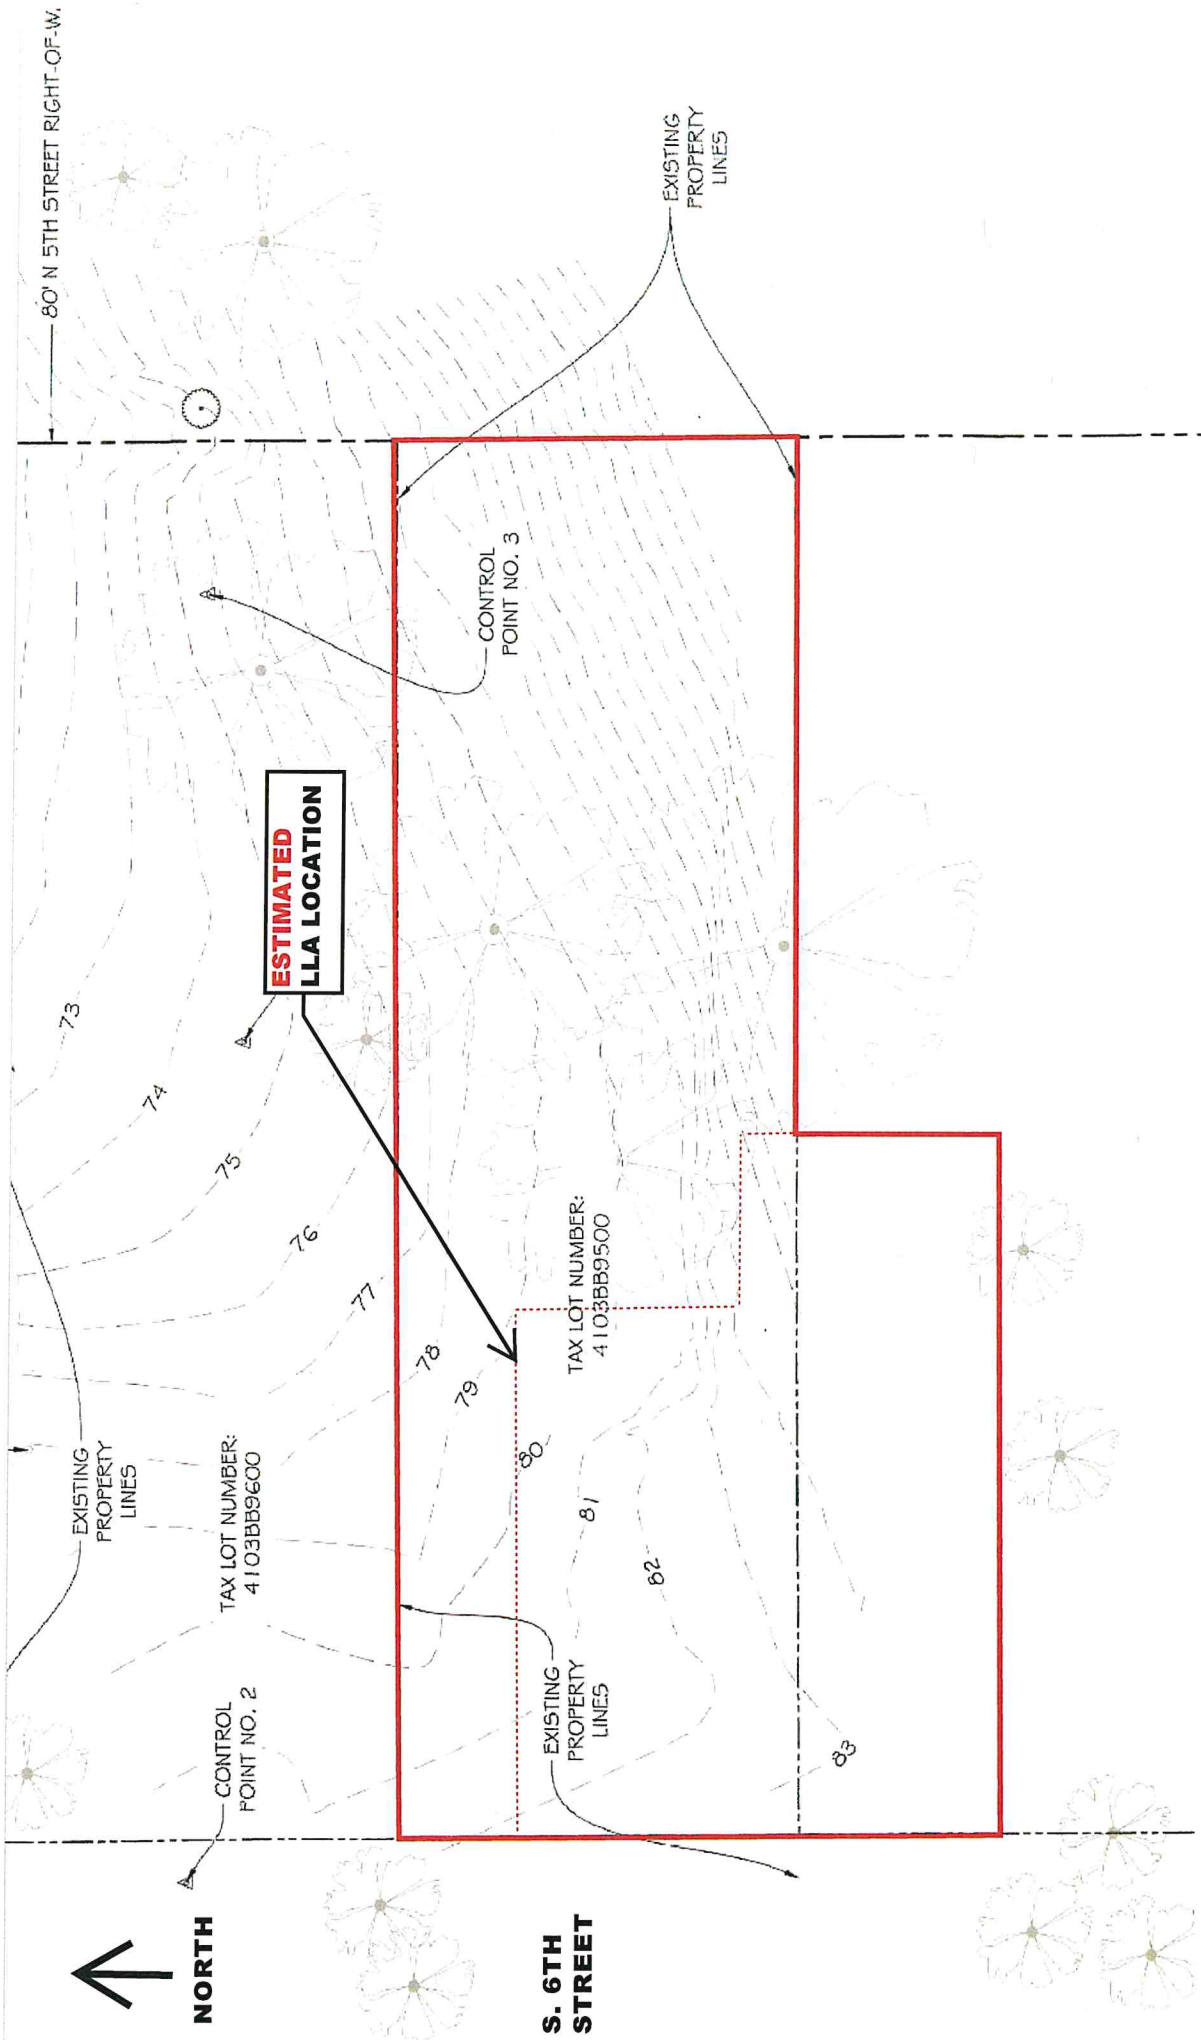 80' N 5TH STREET RIGHT-OF-W.
EXISTING
PROPERTY
LINES
CONTROL
POINT NO. 3
ESTIMATED
LLA LOCATION
73
74
75
76
77
78
79
80
81
82
83
TAX LOT NUMBER:
4103BB9500
EXISTING
PROPERTY
LINES
TAX LOT NUMBER:
4103BB9600
EXISTING
PROPERTY
LINES
CONTROL
POINT NO. 2
NORTH
S. 6TH
STREET